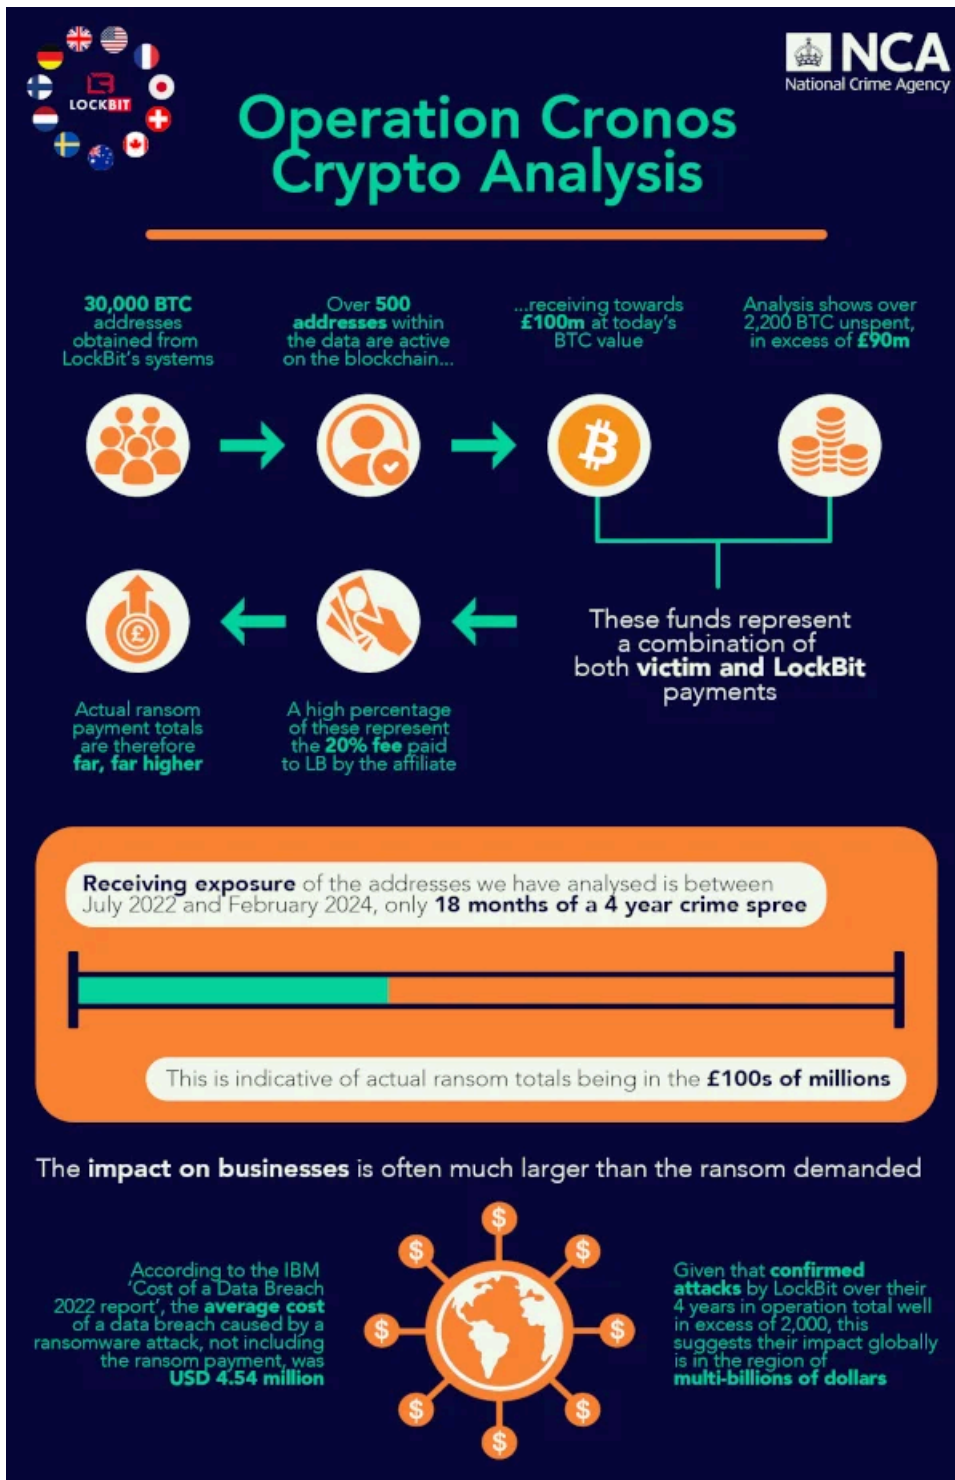 LOCKBIT
NCA
National Crime Agency
Operation Cronos
Crypto Analysis
30,000 BTC
addresses
obtained from
LockBit's systems
Over 500
addresses within
the data are active
on the blockchain...
...receiving towards
£100m at today's
BTC value
Analysis shows over
2,200 BTC unspent,
in excess of £90m
These funds represent
a combination of
both victim and LockBit
payments
A high percentage
of these represent
the 20% fee paid
to LB by the affiliate
£
Actual ransom
payment totals
are therefore
far, far higher
Receiving exposure of the addresses we have analysed is between
July 2022 and February 2024, only 18 months of a 4 year crime spree
This is indicative of actual ransom totals being in the £100s of millions
The impact on businesses is often much larger than the ransom demanded
According to the IBM
'Cost of a Data Breach
2022 report', the average cost
of a data breach caused by a
ransomware attack, not including
the ransom payment, was
USD 4.54 million
$
$
$
$
$
$
$
$
Given that confirmed
attacks by LockBit over their
4 years in operation total well
in excess of 2,000, this
suggests their impact globally
is in the region of
multi-billions of dollars